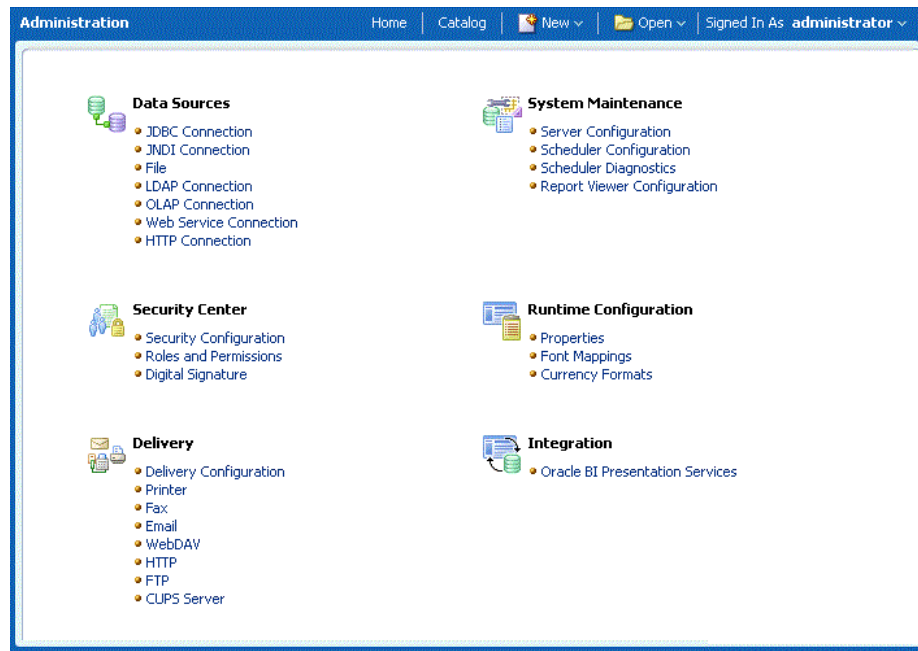 Administration
Home Catalog New Open Signed In As administrator
Data Sources
JDBC Connection
JNDI Connection
File
LDAP Connection
OLAP Connection
Web Service Connection
HTTP Connection
System Maintenance
Server Configuration
Scheduler Configuration
Scheduler Diagnostics
Report Viewer Configuration
Security Center
Security Configuration
Roles and Permissions
Digital Signature
Runtime Configuration
Properties
Font Mappings
Currency Formats
Delivery
Delivery Configuration
Printer
Fax
Email
WebDAV
HTTP
FTP
CUPS Server
Integration
Oracle BI Presentation Services